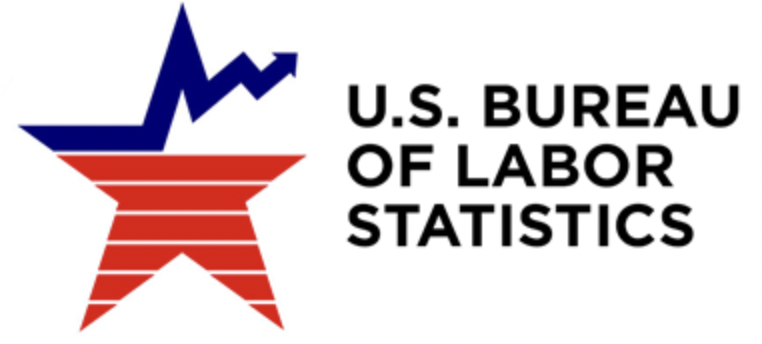 U.S. BUREAU
OF LABOR
STATISTICS